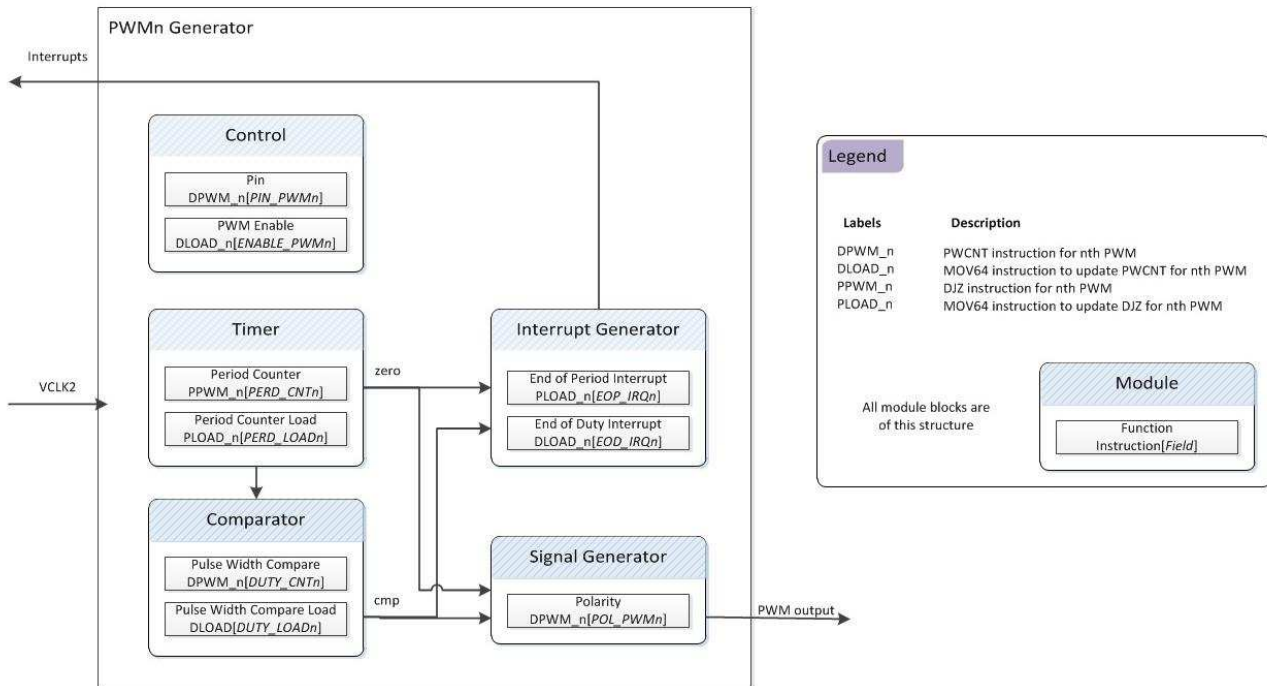 PWMn Generator
Interrupts
Control
Pin
DPWM_n[PIN_PWMn]
PWM Enable
DLOAD_n[ENABLE_PWMn]
Timer
Period Counter
PPWM_n[PERD_CNTn]
Period Counter Load
PLOAD_n[PERD_LOADn]
zero
VCLK2
Interrupt Generator
End of Period Interrupt
PLOAD_n[EOP_IRQn]
End of Duty Interrupt
DLOAD_n[EOD_IRQn]
Comparator
Pulse Width Compare
DPWM_n[DUTY_CNTn]
Pulse Width Compare Load
DLOAD[DUTY_LOADn]
cmp
Signal Generator
Polarity
DPWM_n[POL_PWMn]
PWM output
Legend
Labels Description
DPWM_n PWCNT instruction for nth PWM
DLOAD_n MOV64 instruction to update PWCNT for nth PWM
PPWM_n DJZ instruction for nth PWM
PLOAD_n MOV64 instruction to update DJZ for nth PWM
All module blocks are
of this structure
Module
Function
Instruction[Field]